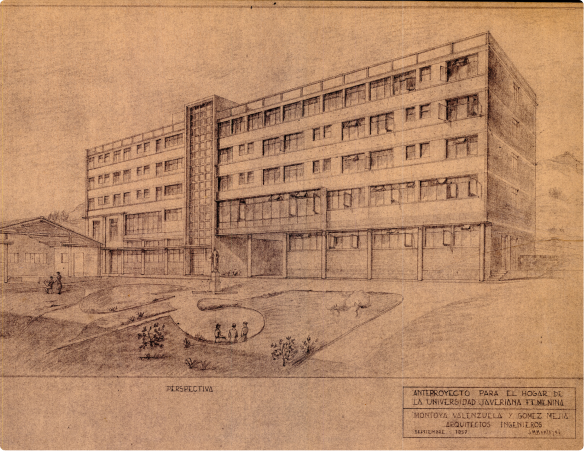 PERSPECTIVA
ANTEPROYECTO PARA EL HOGAR DE
LA UNIVERSIDAD JAVERIANA FEMENINA
MONTOYA VALENZUELA Y GOMEZ MEJIA
ARQUITECTOS INGENIEROS
SEPTIEMBRE 1957